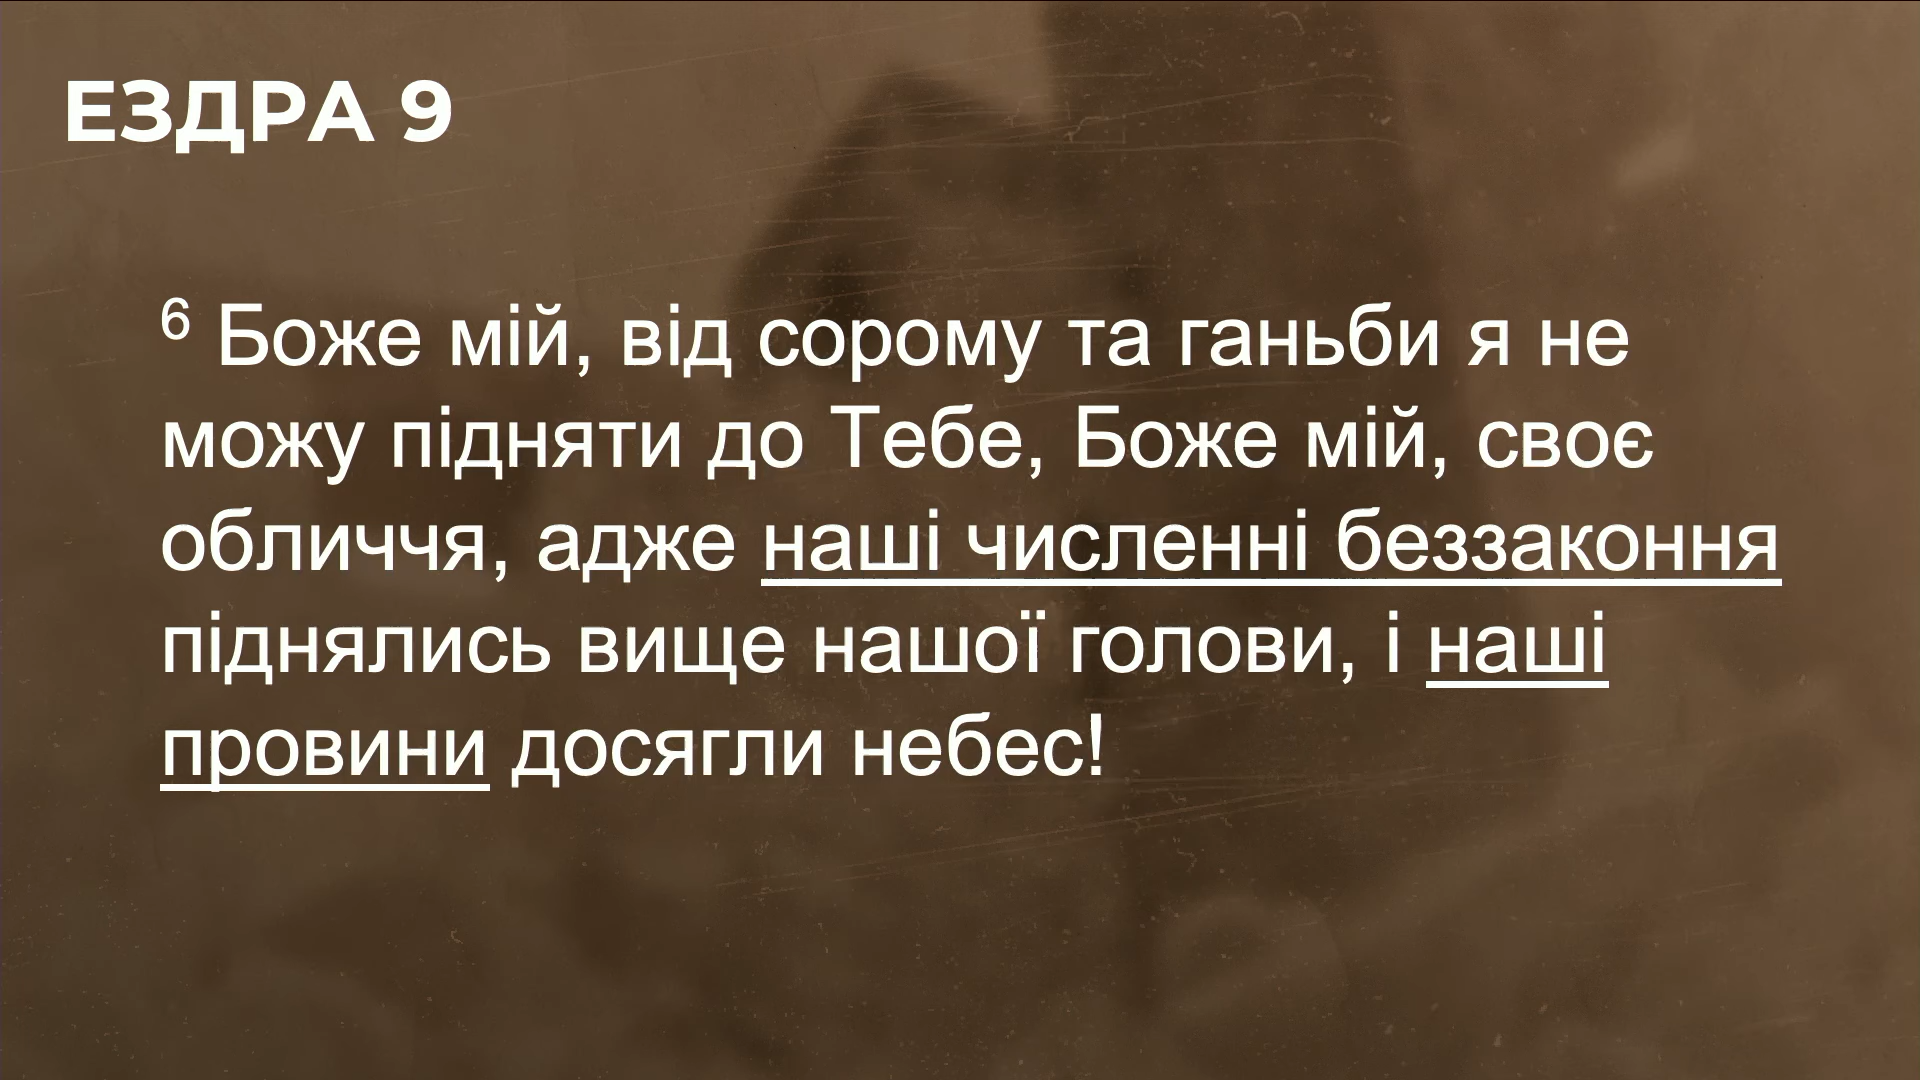 ЕЗДРА 9
6 Боже мій, від сорому та ганьби я не
можу підняти до Тебе, Боже мій, своє
обличчя, адже наші численні беззаконня
піднялись вище нашої голови, і наші
провини досягли небес!